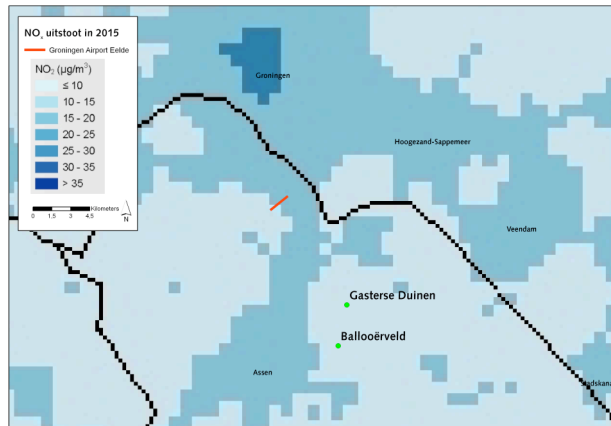 NOx uitstoot in 2015
Groningen Airport Eelde
NO2 (µg/m³)
≤ 10
10 - 15
15 - 20
20 - 25
25 - 30
30 - 35
> 35
Kilometers
0 1.5 3 4.5
N
Groningen
Hoogezand-Sappemeer
Veendam
Gasterse Duinen
Ballooërveld
Assen